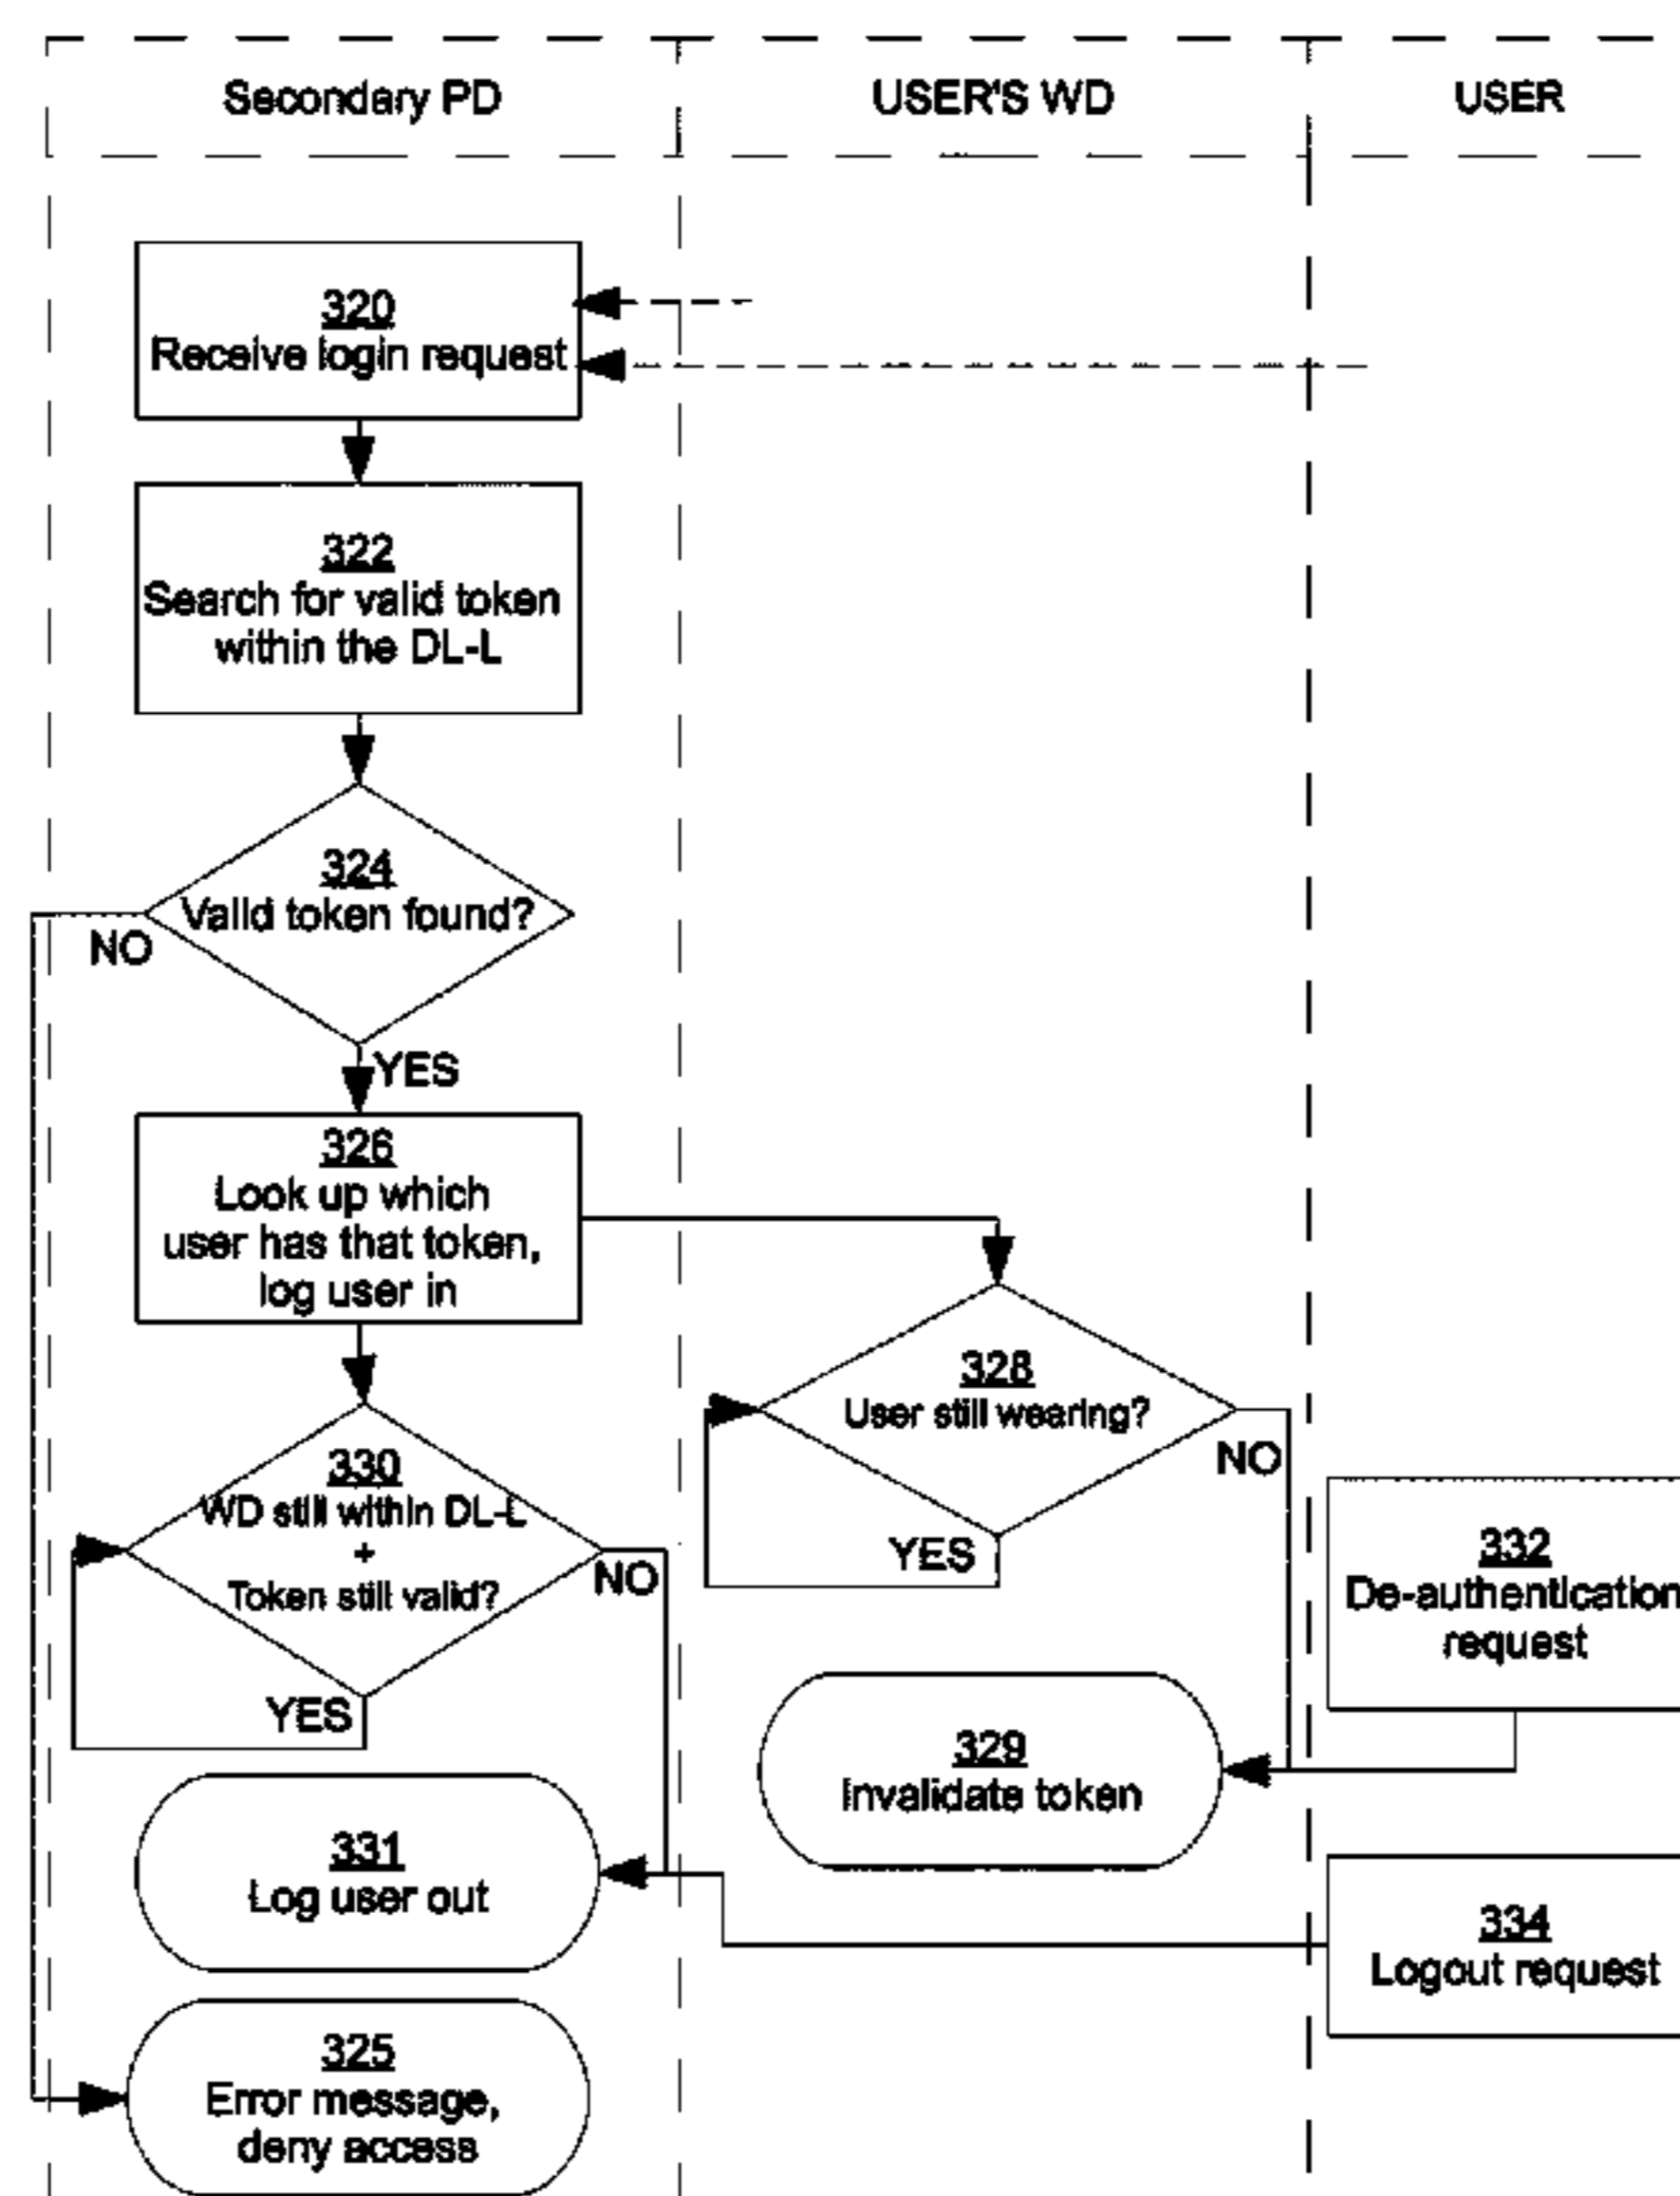 Secondary PD
USER'S WD
USER
320
Receive login request
322
Search for valid token
within the DL-L
324
Valid token found?
NO
YES
326
Look up which
user has that token,
log user in
328
User still wearing?
NO
YES
330
WD still within DL-L
+
Token still valid?
NO
YES
332
De-authentication
request
329
Invalidate token
331
Log user out
334
Logout request
325
Error message,
deny access